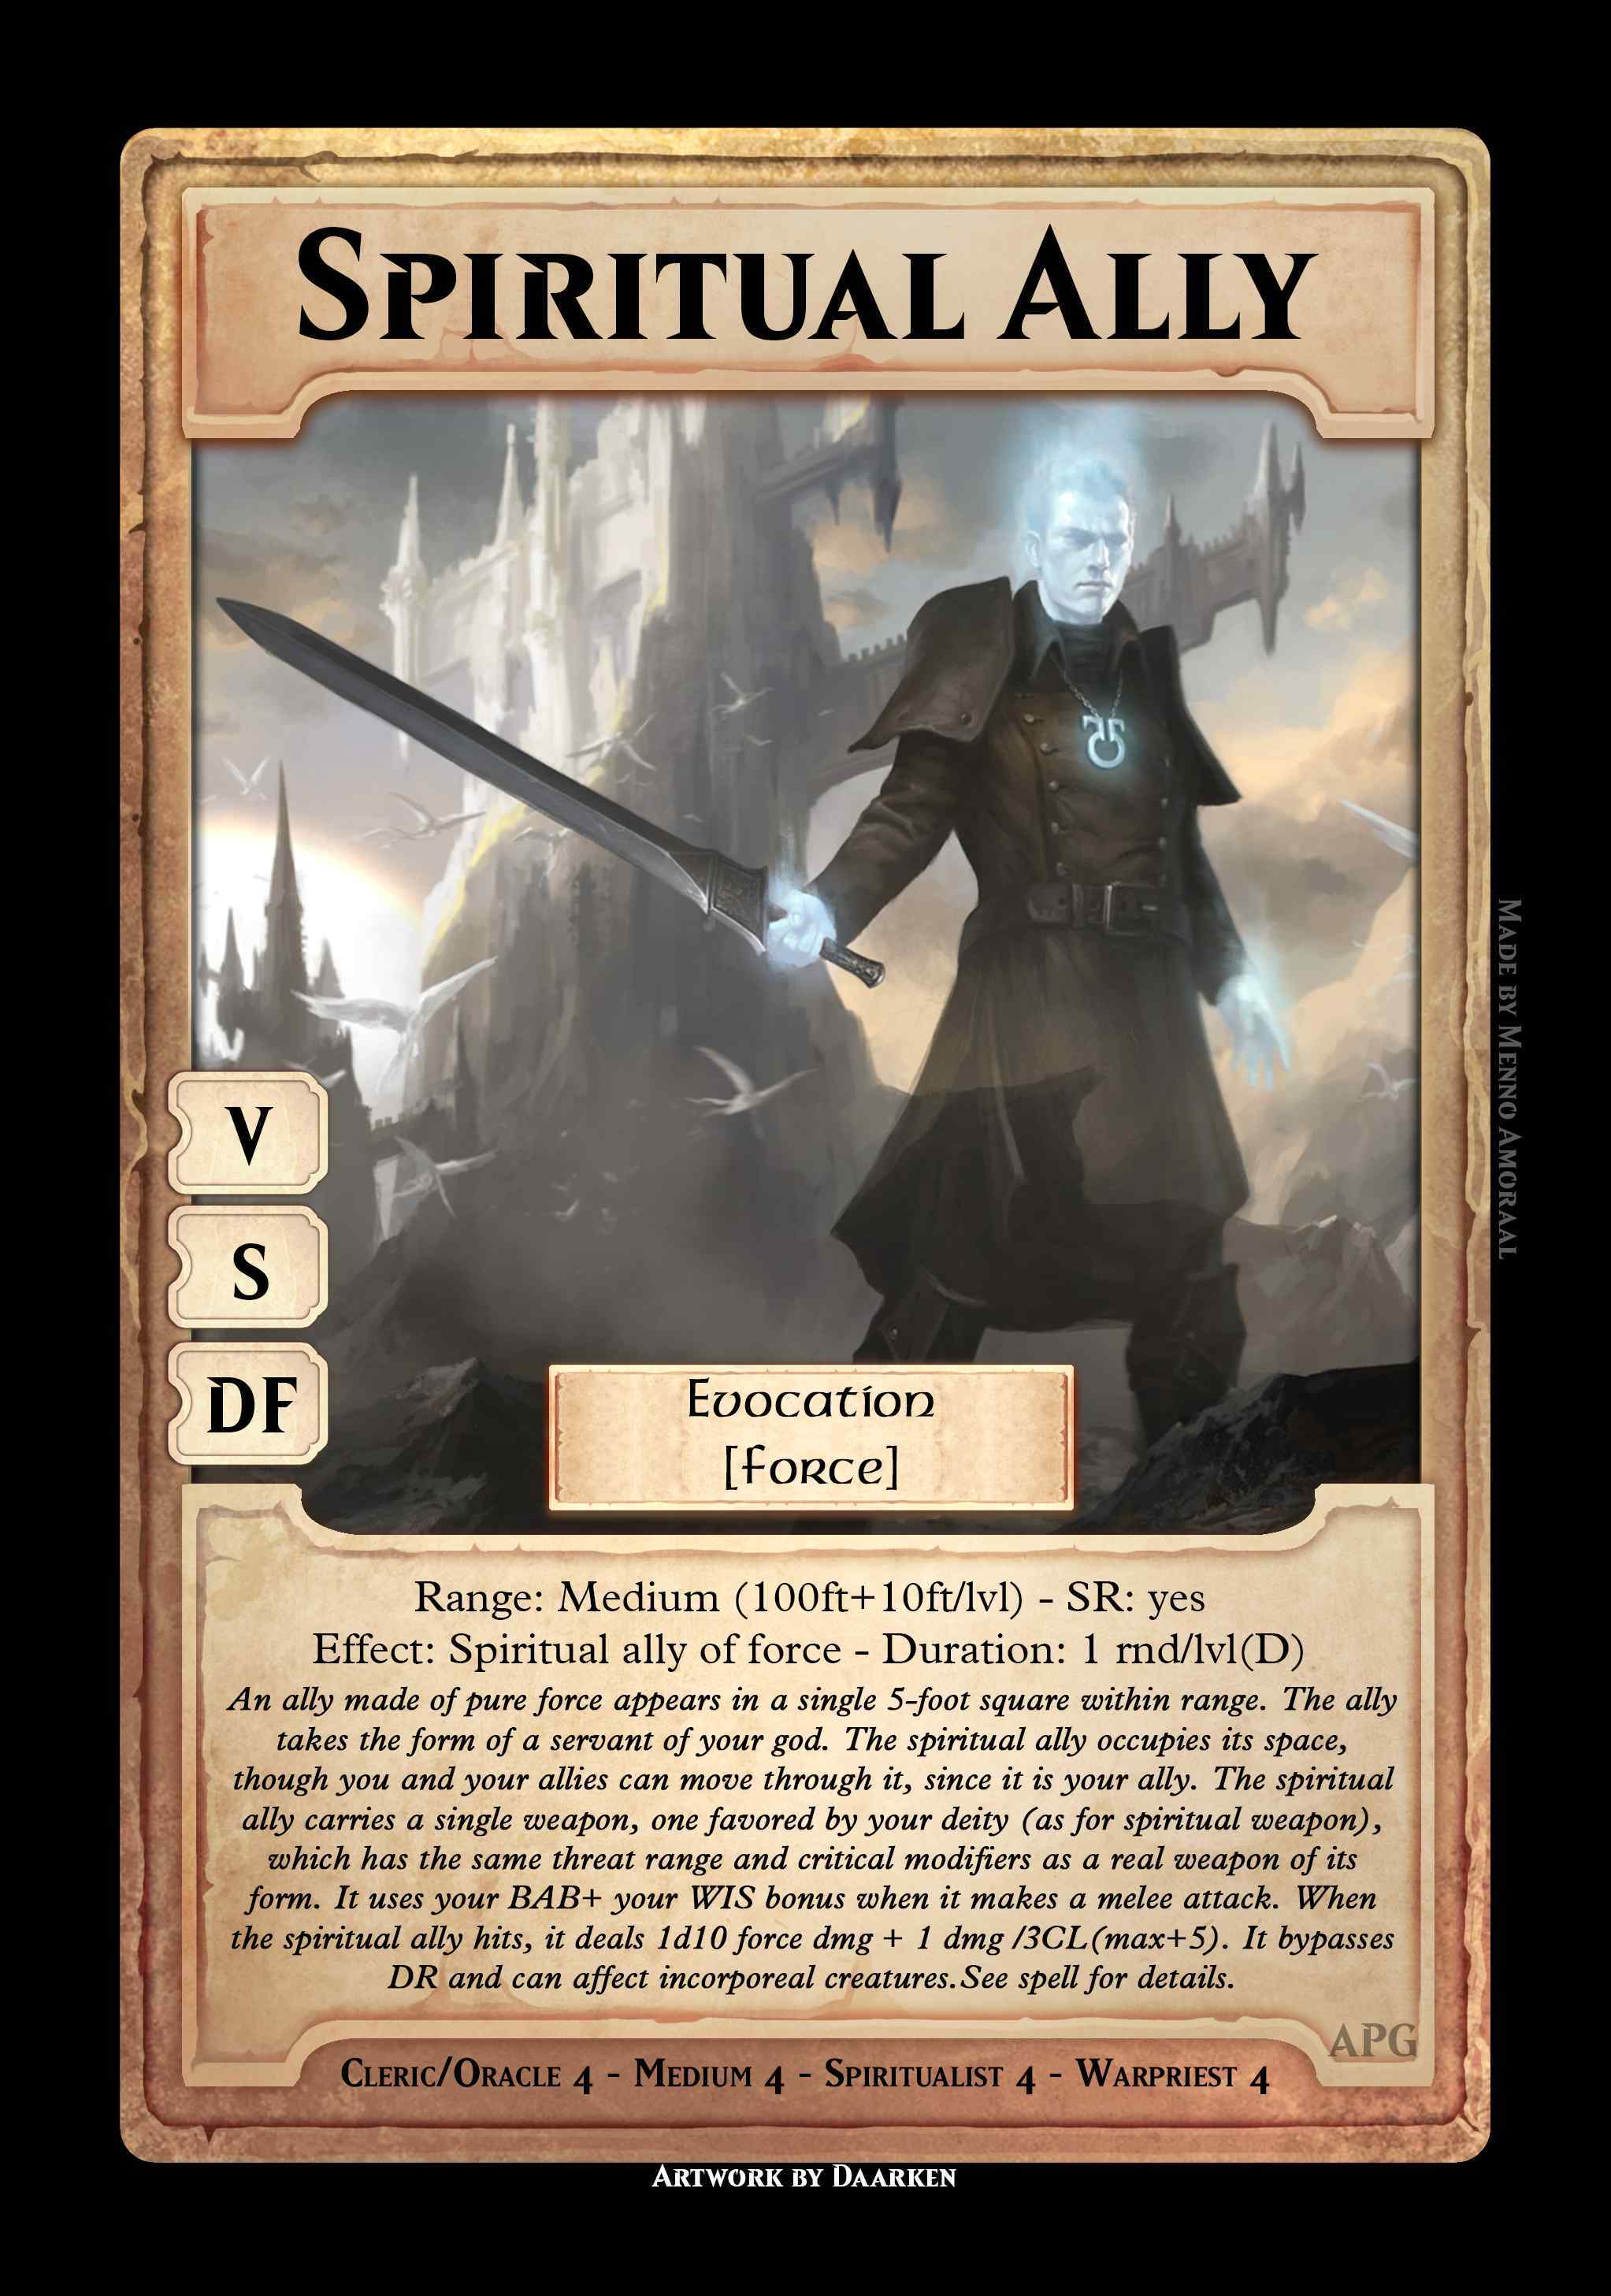 Spiritual Ally
V
S
DF
Evocation
[force]
Range: Medium (100ft+10ft/lvl) - SR: yes
Effect: Spiritual ally of force - Duration: 1 rnd/lvl(D)
An ally made of pure force appears in a single 5-foot square within range. The ally
takes the form of a servant of your god. The spiritual ally occupies its space,
though you and your allies can move through it, since it is your ally. The spiritual
ally carries a single weapon, one favored by your deity (as for spiritual weapon),
which has the same threat range and critical modifiers as a real weapon of its
form. It uses your BAB+ your WIS bonus when it makes a melee attack. When
the spiritual ally hits, it deals 1d10 force dmg + 1 dmg /3CL(max+5). It bypasses
DR and can affect incorporeal creatures.See spell for details.
APG
Cleric/Oracle 4 - Medium 4 - Spiritualist 4 - Warpriest 4
Artwork by Daarken
Made by Menno Amoraal